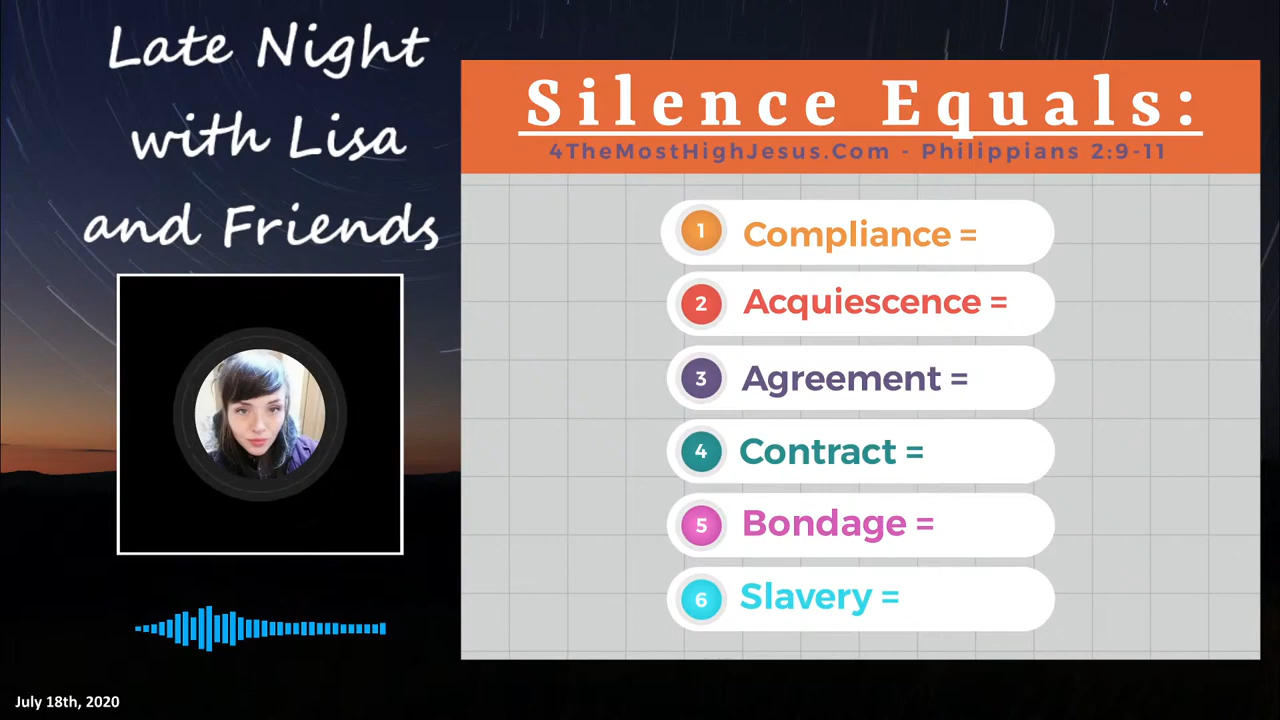 Late Night
with Lisa
and Friends
Silence Equals:
4TheMostHighJesus.Com - Philippians 2:9-11
1 Compliance =
2 Acquiescence =
3 Agreement =
4 Contract =
5 Bondage =
6 Slavery =
July 18th, 2020